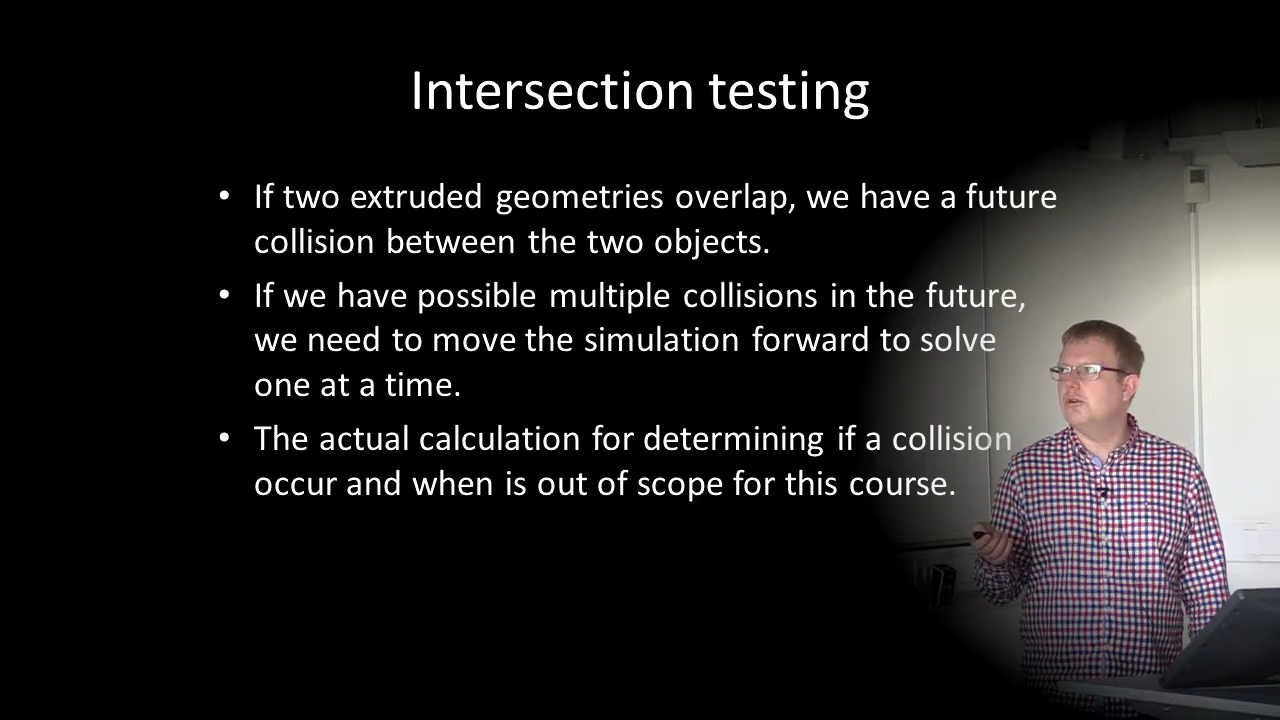 Intersection testing
• If two extruded geometries overlap, we have a future
collision between the two objects.
• If we have possible multiple collisions in the future,
we need to move the simulation forward to solve
one at a time.
• The actual calculation for determining if a collision
occur and when is out of scope for this course.